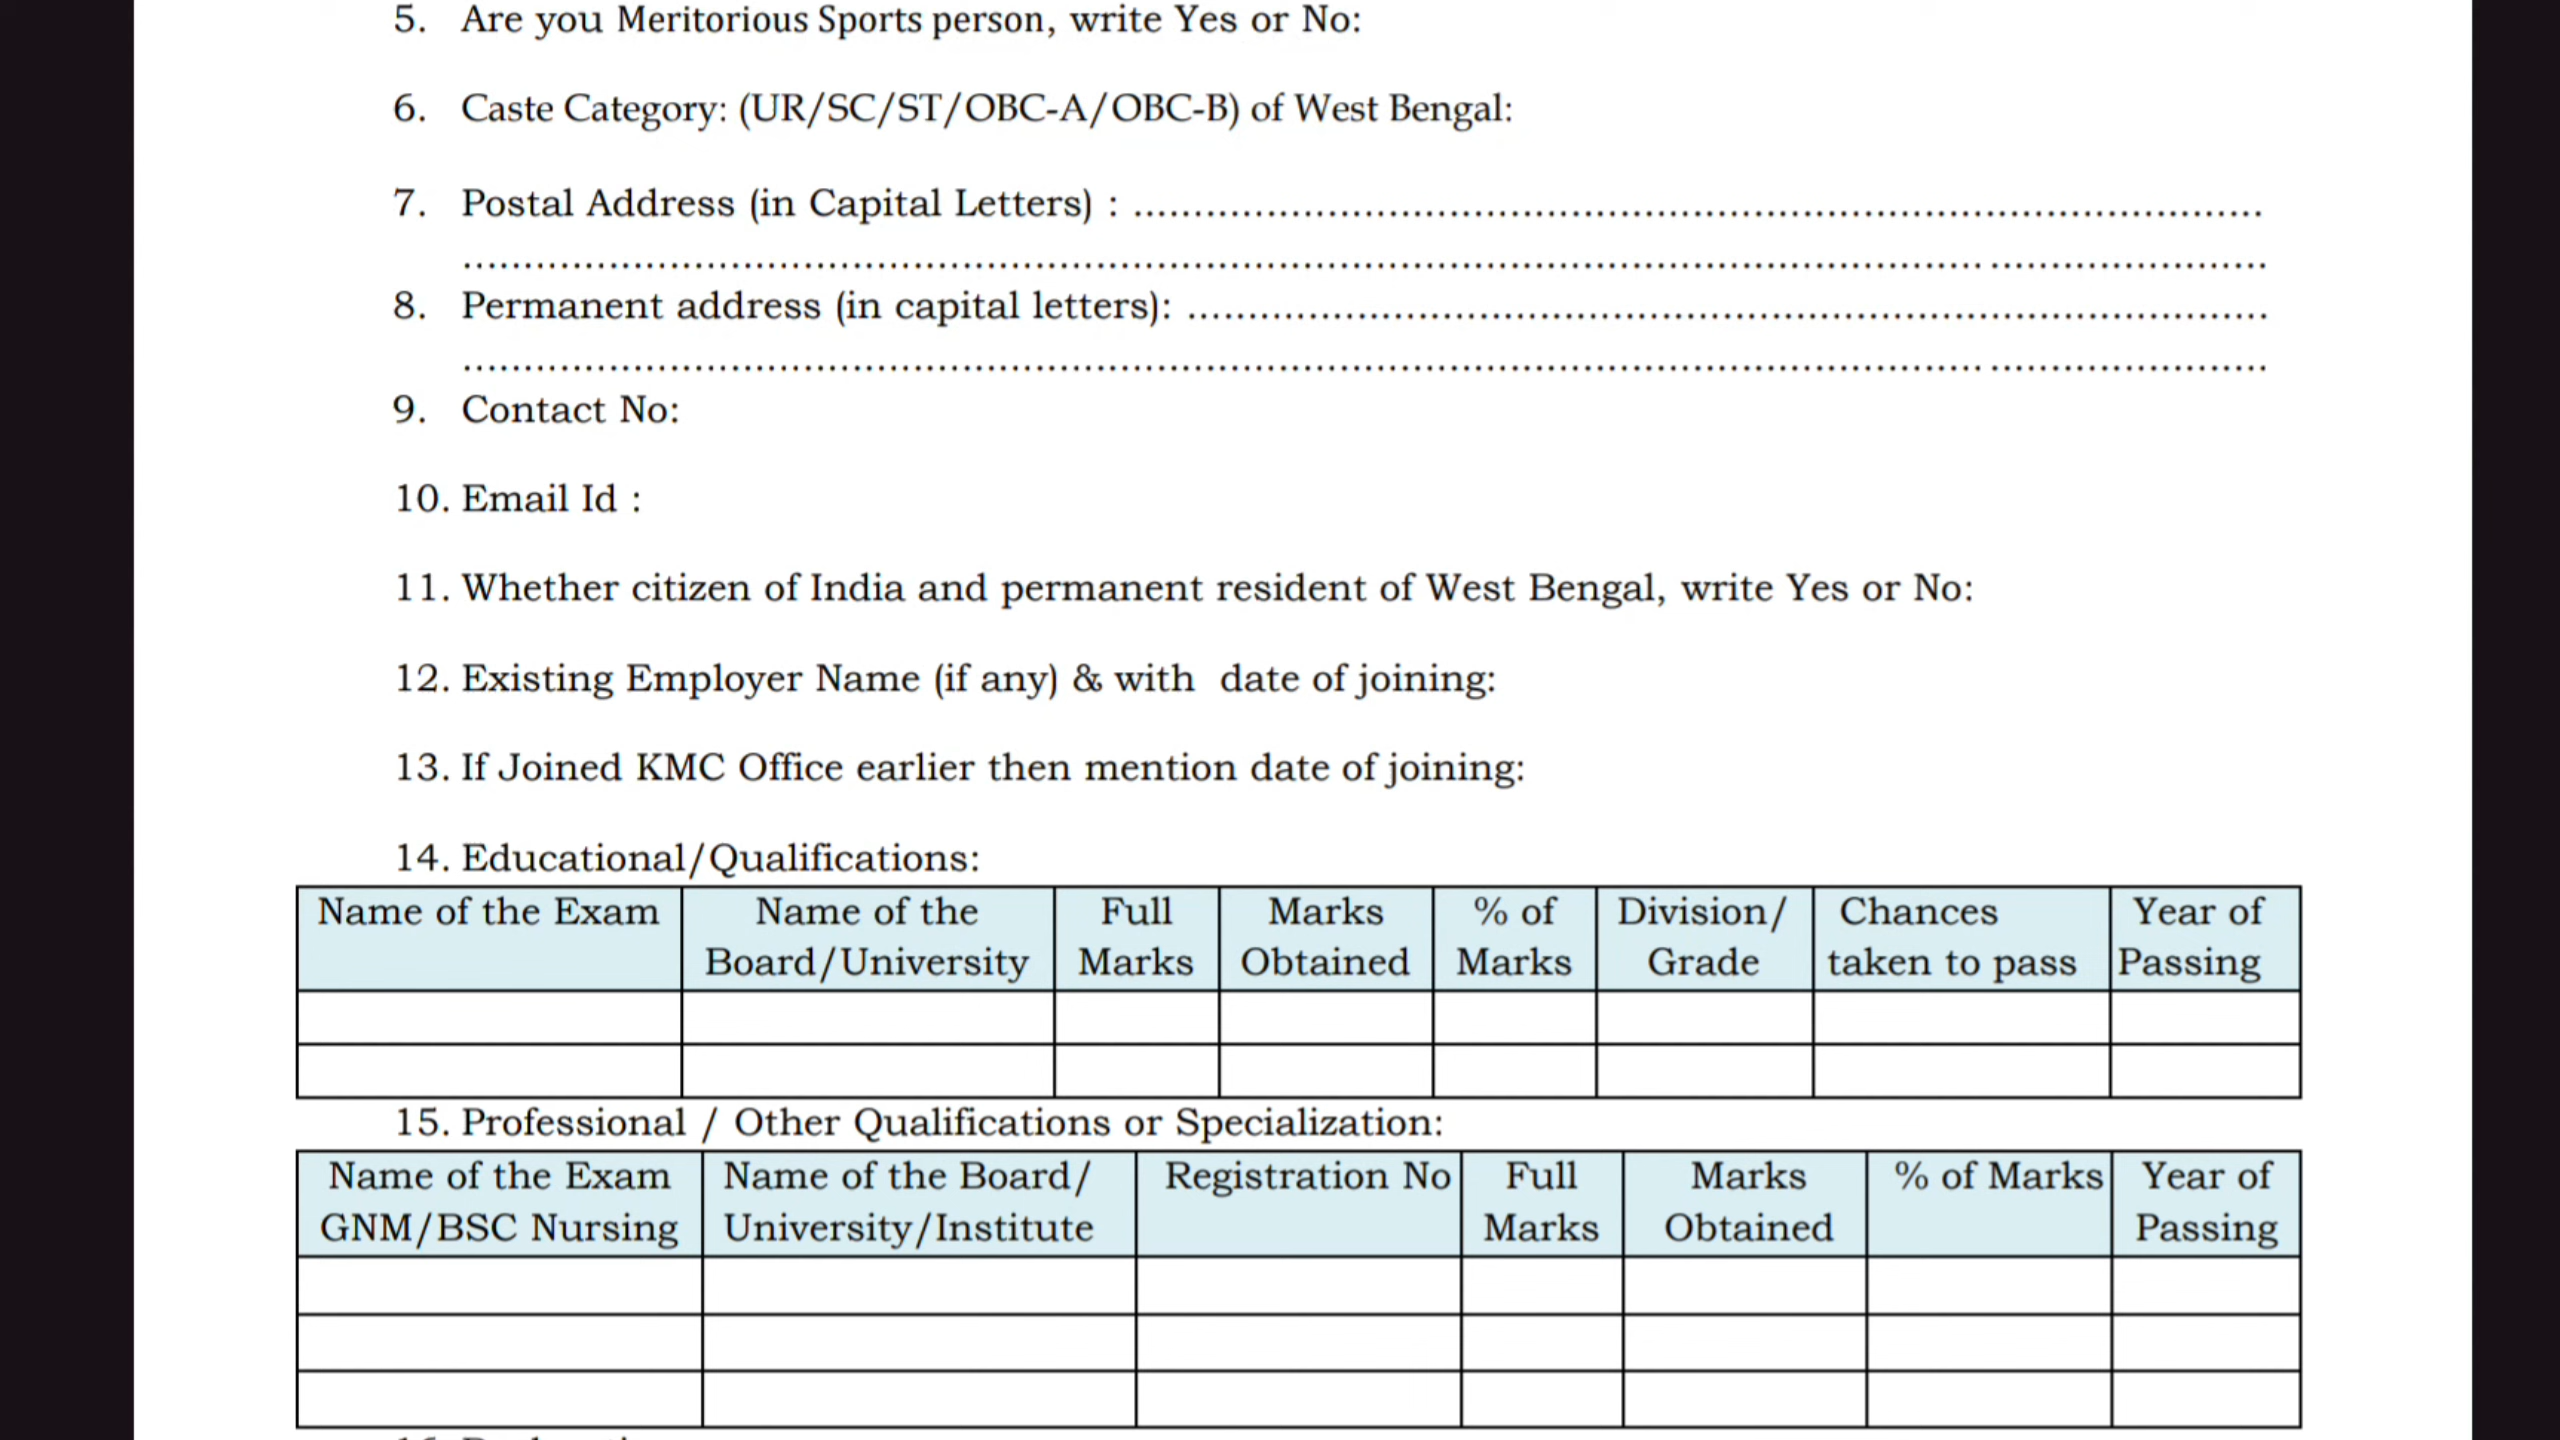 5. Are you Meritorious Sports person, write Yes or No:
6. Caste Category: (UR/SC/ST/OBC-A/OBC-B) of West Bengal:
7. Postal Address (in Capital Letters) : ..........................................................................................
..........................................................................................
8. Permanent address (in capital letters): ..........................................................................................
..........................................................................................
9. Contact No:
10. Email Id :
11. Whether citizen of India and permanent resident of West Bengal, write Yes or No:
12. Existing Employer Name (if any) & with date of joining:
13. If Joined KMC Office earlier then mention date of joining:
14. Educational/Qualifications:
Name of the Exam Name of the Full Marks % of Division/ Chances Year of
Board/University Marks Obtained Marks Grade taken to pass Passing
15. Professional / Other Qualifications or Specialization:
Name of the Exam Name of the Board/ Registration No Full Marks % of Marks Year of
GNM/BSC Nursing University/Institute Marks Obtained Passing